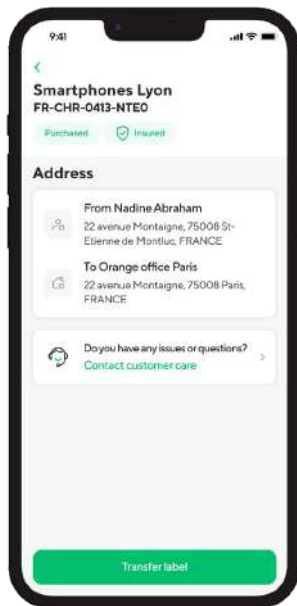 9:41
Smartphones Lyon
FR-CHR-0413-NTE0
Purchased
Insured
Address
From Nadine Abraham
22 avenue Montaigne, 75008 St-
Etienne de Montluc, FRANCE
To Orange office Paris
22 avenue Montaigne, 75008 Paris,
FRANCE
Do you have any issues or questions?
Contact customer care
Transfer label